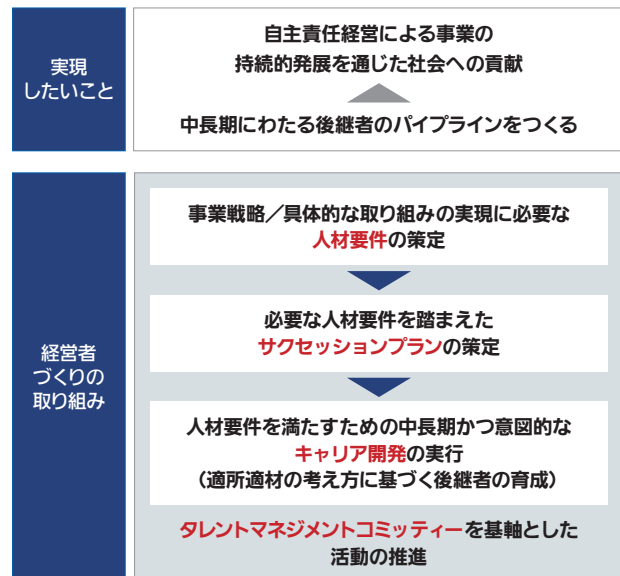 実現
したいこと
自主責任経営による事業の
持続的発展を通じた社会への貢献
中長期にわたる後継者のパイプラインをつくる
経営者
づくりの
取り組み
事業戦略／具体的な取り組みの実現に必要な
人材要件の策定
必要な人材要件を踏まえた
サクセッションプランの策定
人材要件を満たすための中長期かつ意図的な
キャリア開発の実行
（適所適材の考え方に基づく後継者の育成）
タレントマネジメントコミッティーを基軸とした
活動の推進